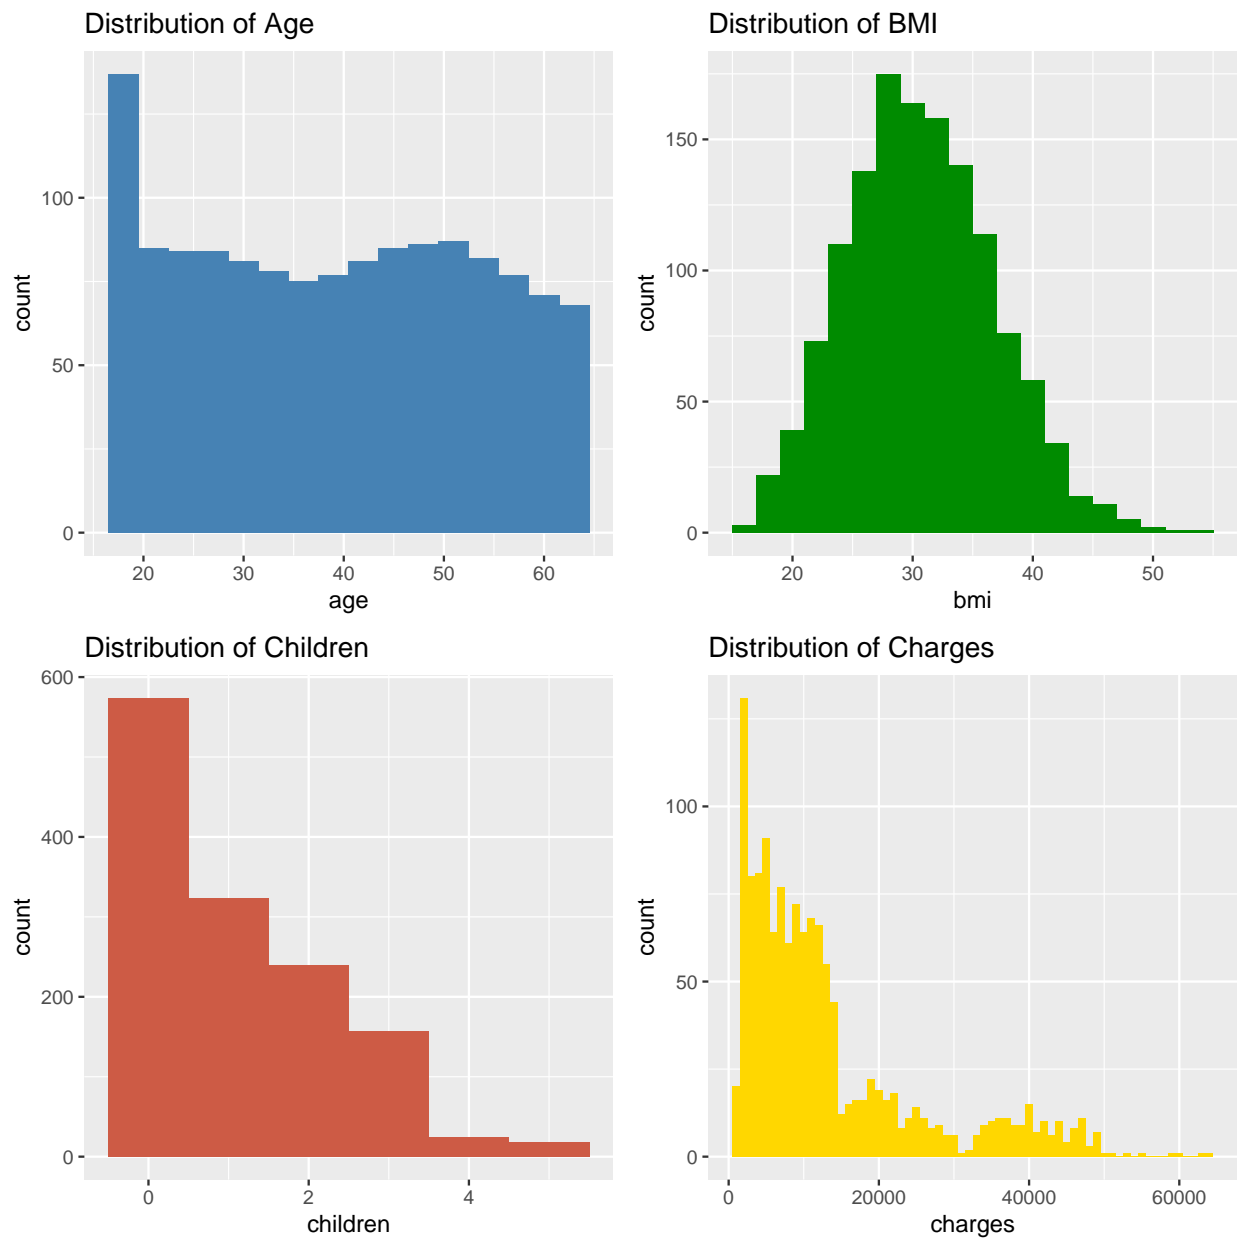 Distribution of Age
100
50
0
count
20 30 40 50 60
age
Distribution of BMI
150
100
50
0
count
20 30 40 50
bmi
Distribution of Children
600
400
200
0
count
0 2 4
children
Distribution of Charges
100
50
0
count
0 20000 40000 60000
charges